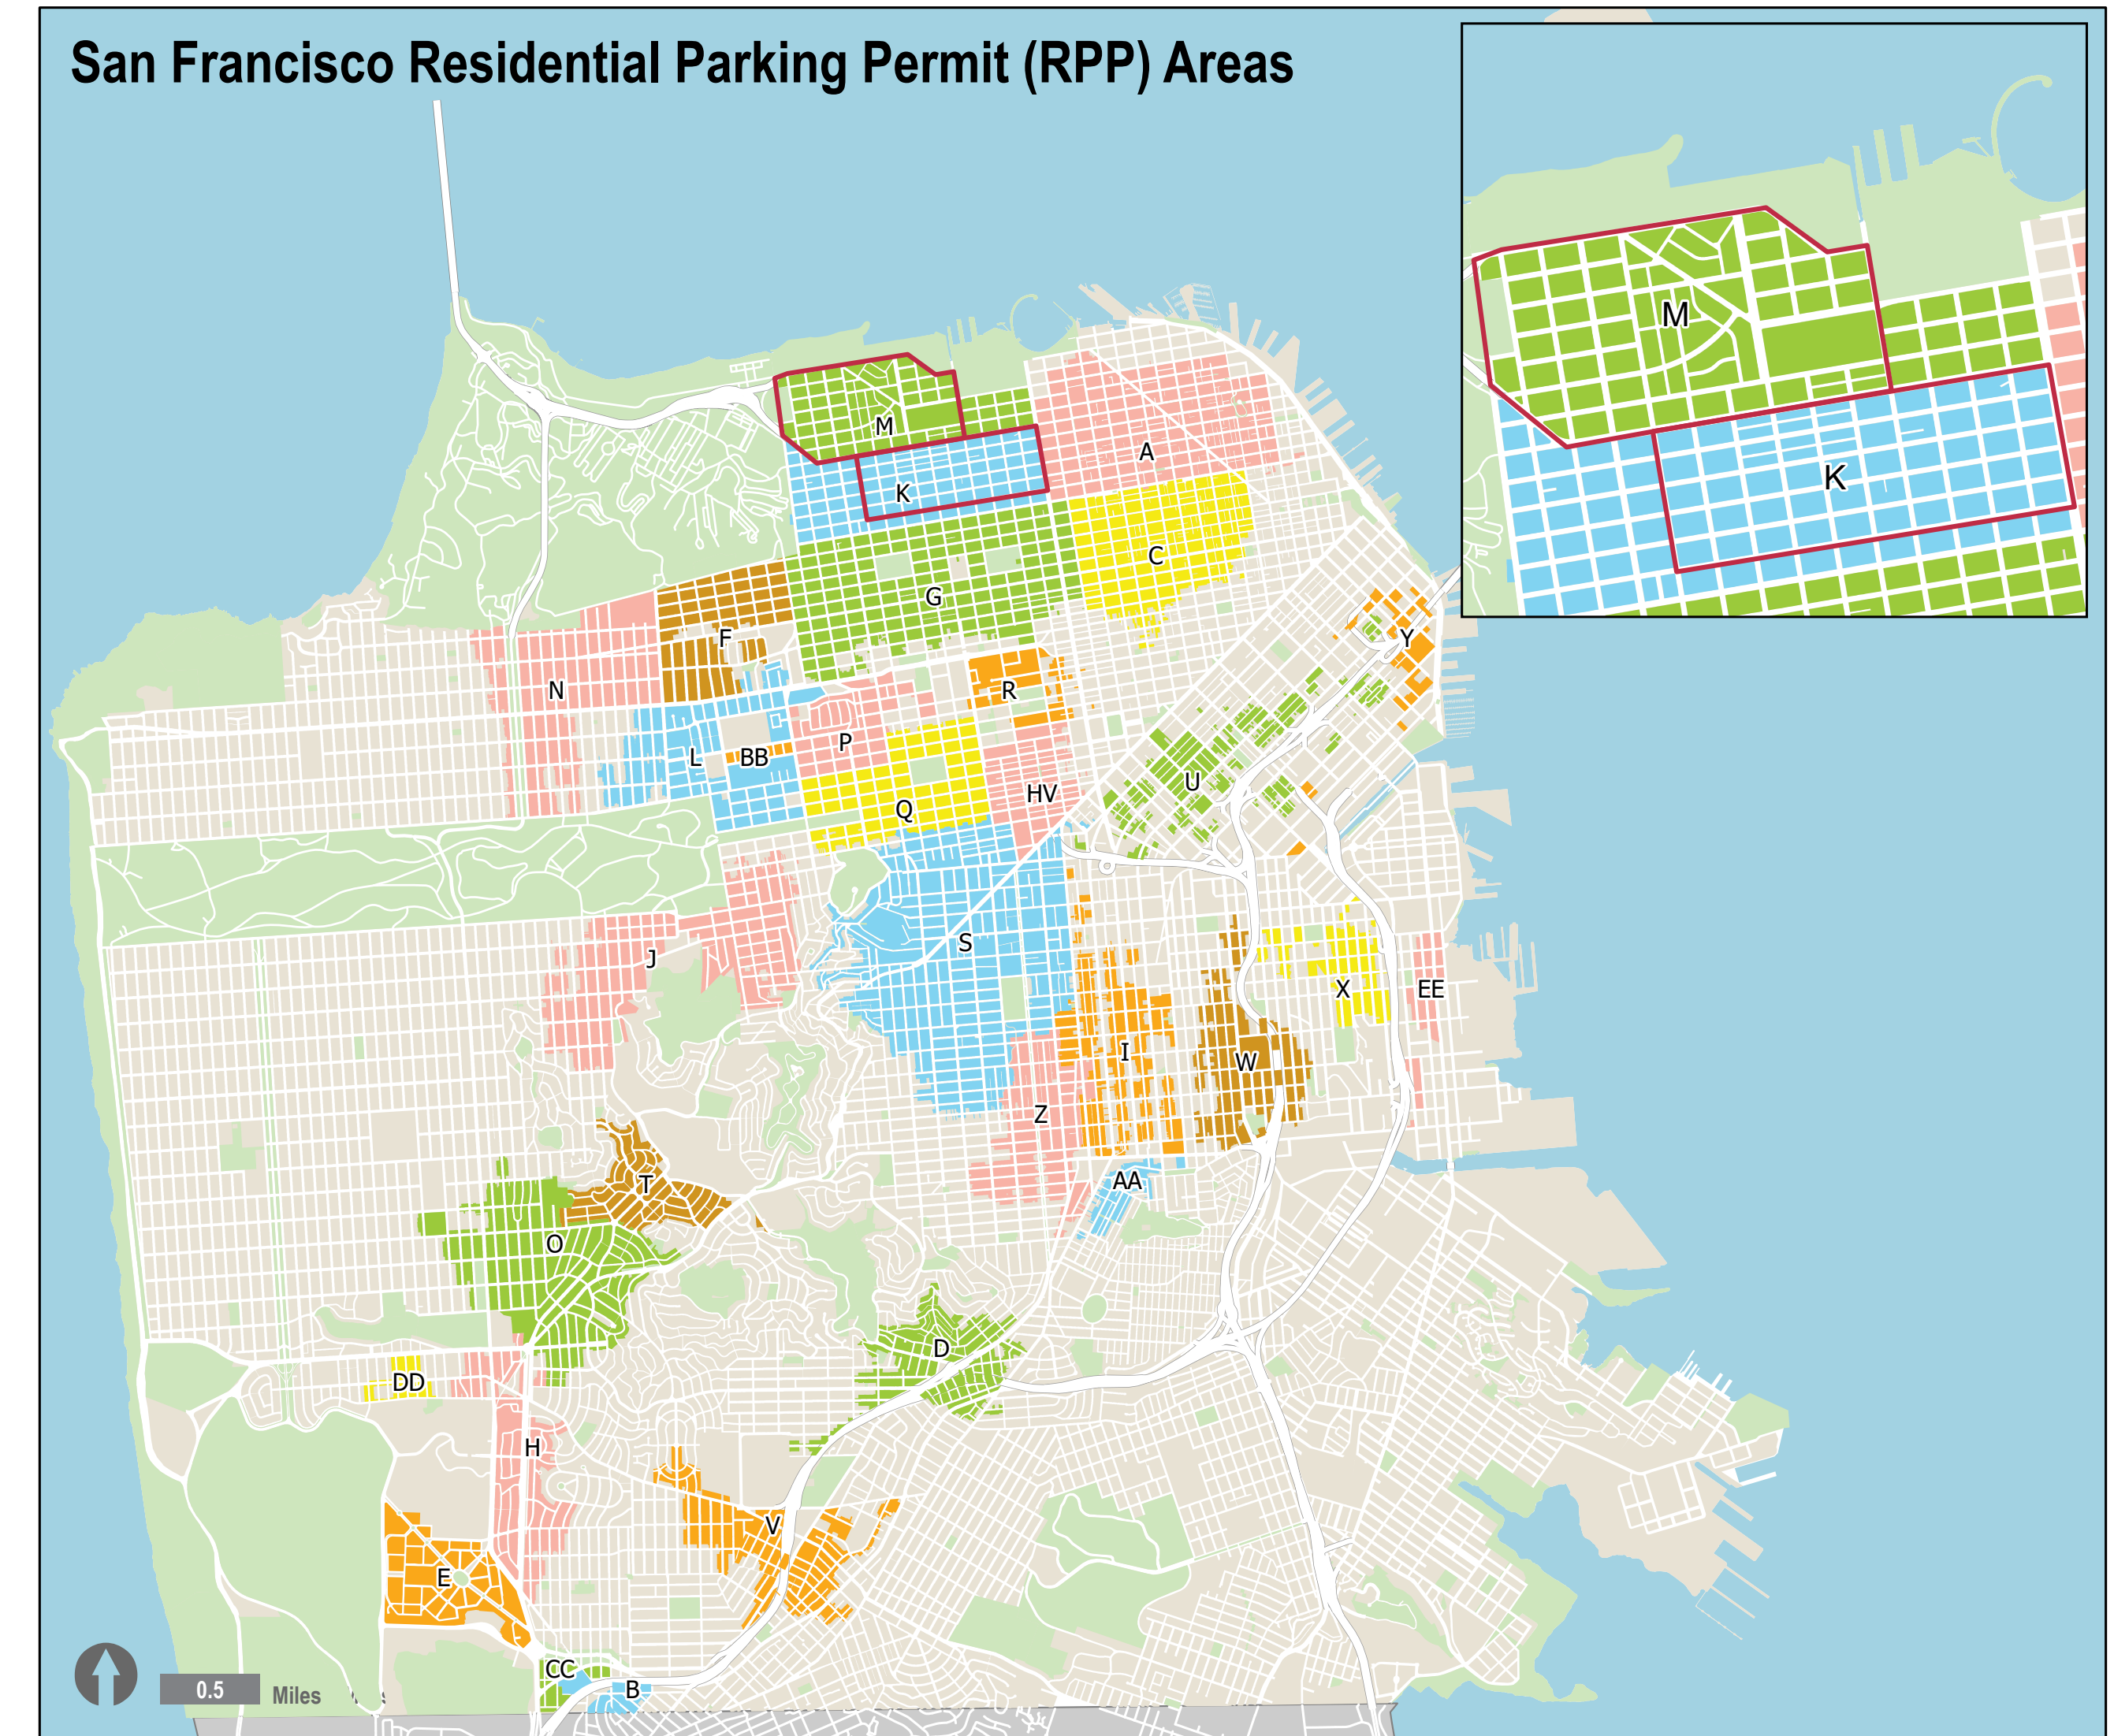 San Francisco Residential Parking Permit (RPP) Areas
M
K
M
A
K
C
G
F
Y
N
R
P
L
BB
U
HV
Q
S
J
X
EE
I
W
Z
AA
T
O
D
DD
H
V
E
CC
B
0.5 Miles